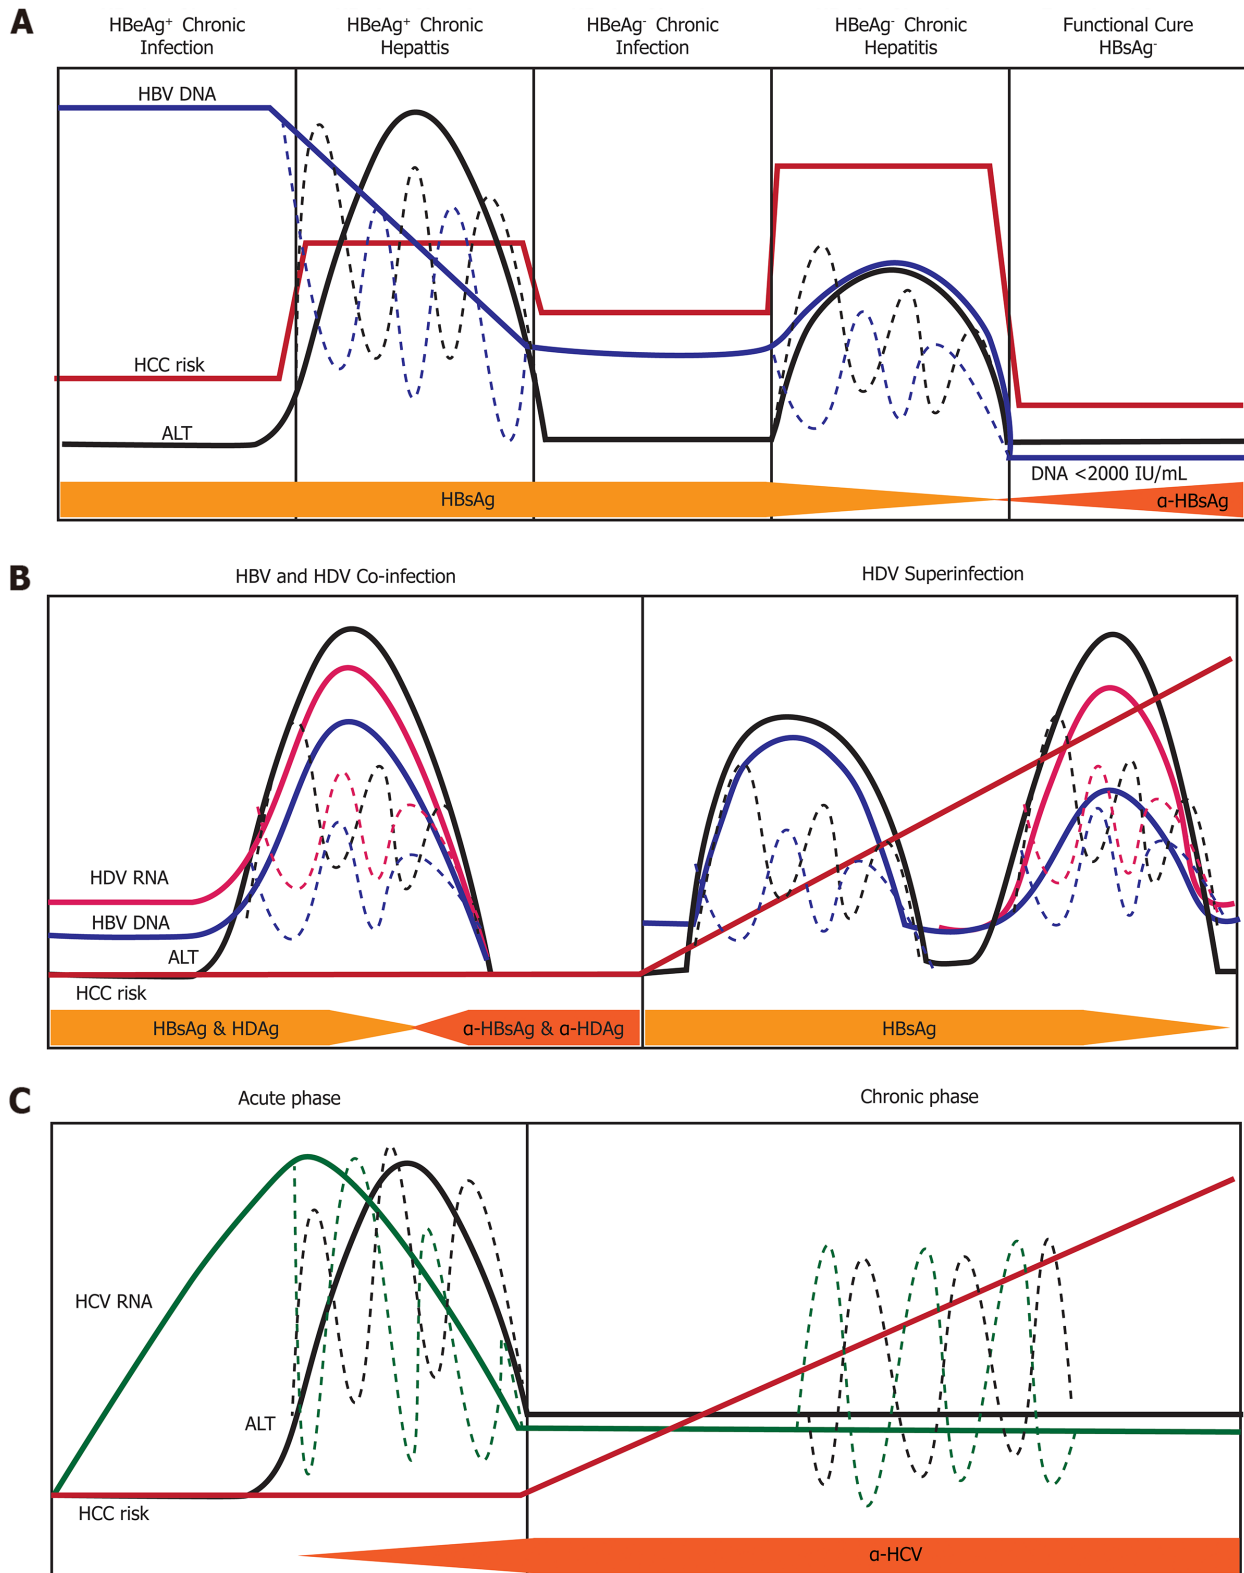 A
HBeAg⁺ Chronic
Infection
HBeAg⁺ Chronic
Hepattis
HBeAg⁻ Chronic
Infection
HBeAg⁻ Chronic
Hepatitis
Functional Cure
HBsAg⁻
HBV DNA
HCC risk
ALT
DNA <2000 IU/mL
HBsAg
α-HBsAg
B
HBV and HDV Co-infection
HDV Superinfection
HDV RNA
HBV DNA
ALT
HCC risk
HBsAg & HDAg
α-HBsAg & α-HDAg
HBsAg
C
Acute phase
Chronic phase
HCV RNA
ALT
HCC risk
α-HCV